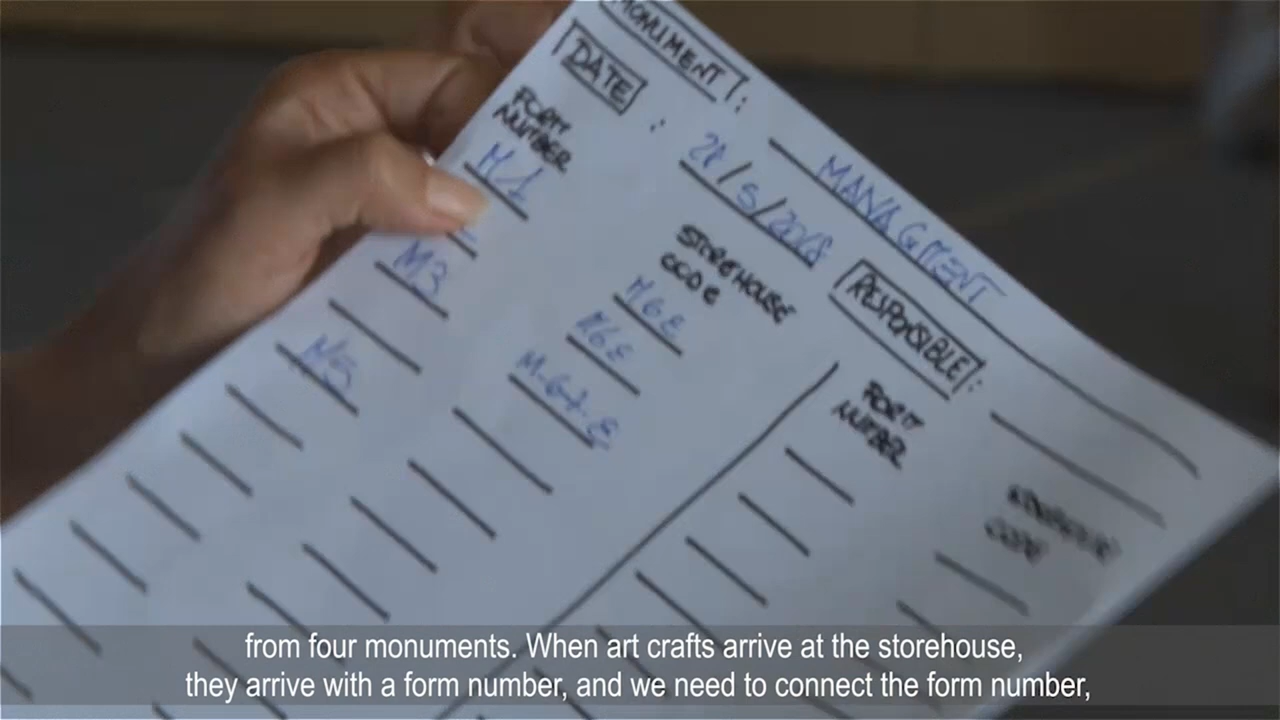 MONUMENT: MANAGMENT
DATE: 28/5/2018
RESPONSIBLE:
FORM NUMBER
STOREHOUSE CODE
FORM NUMBER
STOREHOUSE CODE
M1
M3
M5
M6E
M6E
from four monuments. When art crafts arrive at the storehouse,
they arrive with a form number, and we need to connect the form number,